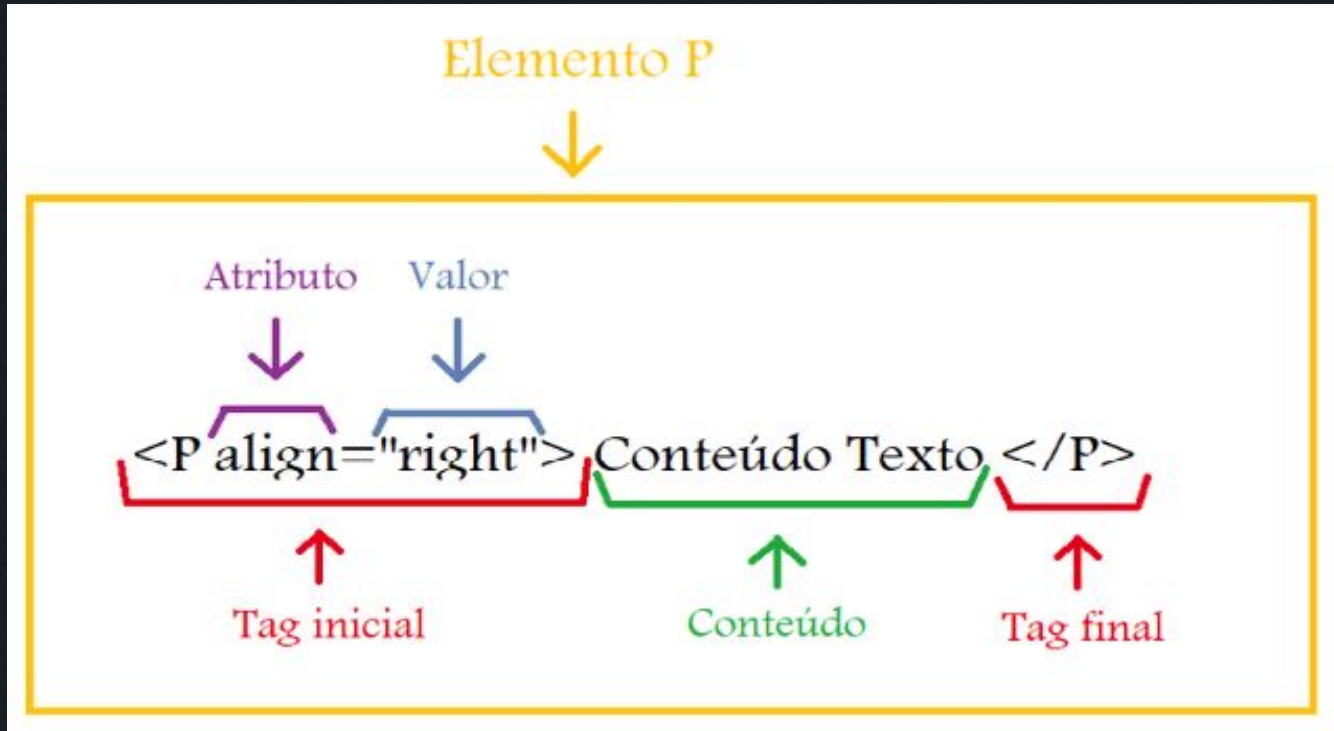 Elemento P
Atributo Valor
<P align="right"> Conteúdo Texto </P>
Tag inicial Conteúdo Tag final